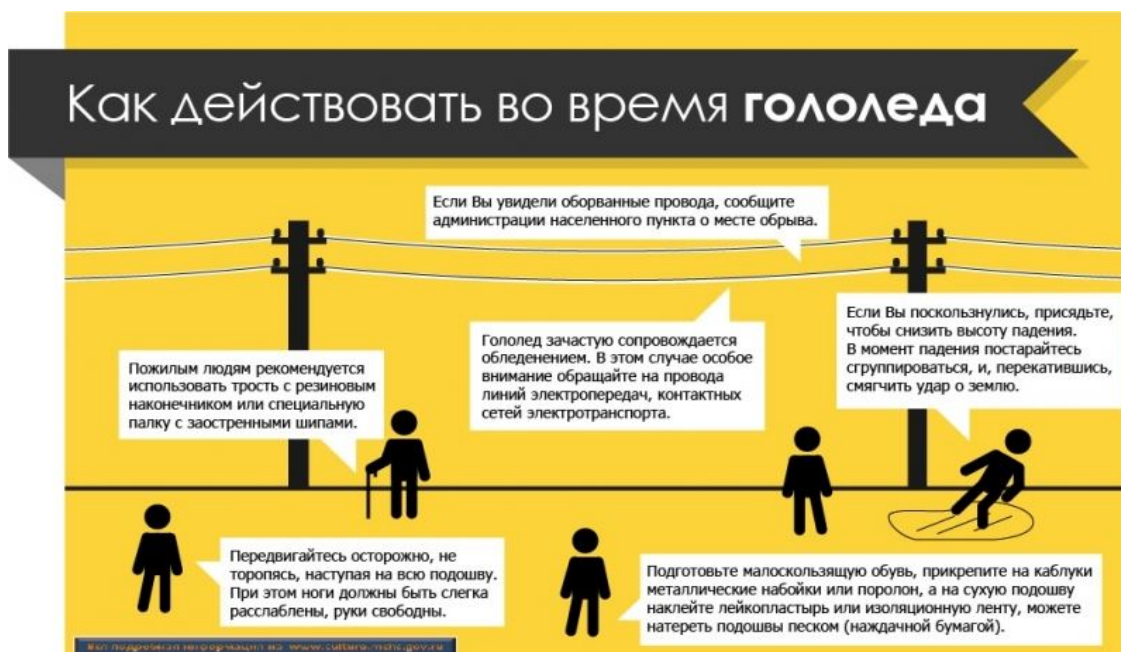 Как действовать во время гололеда
Если Вы увидели оборванные провода, сообщите
администрации населенного пункта о месте обрыва.
Если Вы поскользнулись, присядьте,
чтобы снизить высоту падения.
В момент падения постарайтесь
сгруппироваться, и, перекатившись,
смягчить удар о землю.
Гололед зачастую сопровождается
обледенением. В этом случае особое
внимание обращайте на провода
линий электропередач, контактных
сетей электротранспорта.
Пожилым людям рекомендуется
использовать трость с резиновым
наконечником или специальную
палку с заостренными шипами.
Передвигайтесь осторожно, не
торопясь, наступая на всю подошву.
При этом ноги должны быть слегка
расслаблены, руки свободны.
Подготовьте малоскользящую обувь, прикрепите на каблуки
металлические набойки или поролон, а на сухую подошву
наклейте лейкопластырь или изоляционную ленту, можете
натереть подошвы песком (наждачной бумагой).